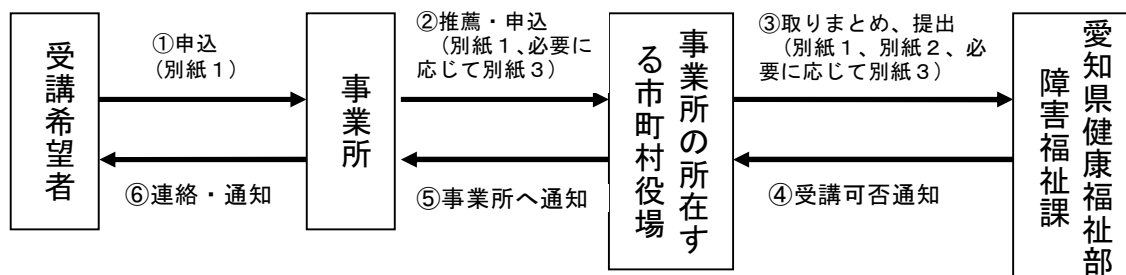 受講希望者
①申込
(別紙1)
⑥連絡・通知
事業所
②推薦・申込
(別紙1、必要に
応じて別紙3)
⑤事業所へ通知
事業所の所在す
る市町村役場
③取りまとめ、提出
(別紙1、別紙2、必
要に応じて別紙3)
④受講可否通知
愛知県健康福祉部
障害福祉課